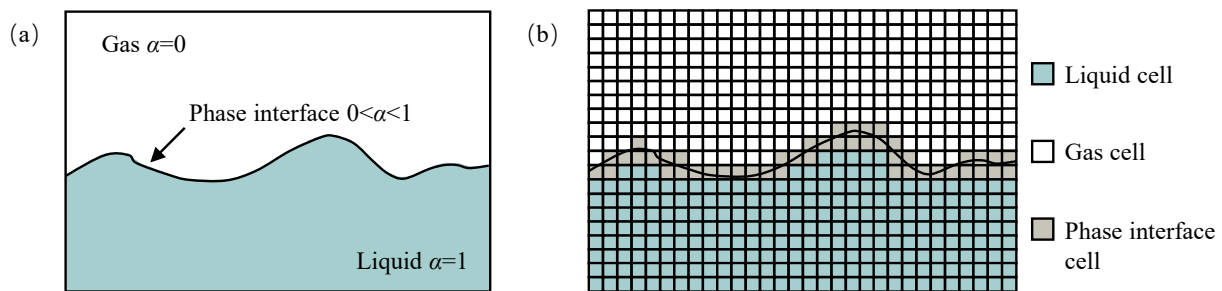 (a)
Gas α=0
Phase interface 0<α<1
Liquid α=1
(b)
Liquid cell
Gas cell
Phase interface
cell